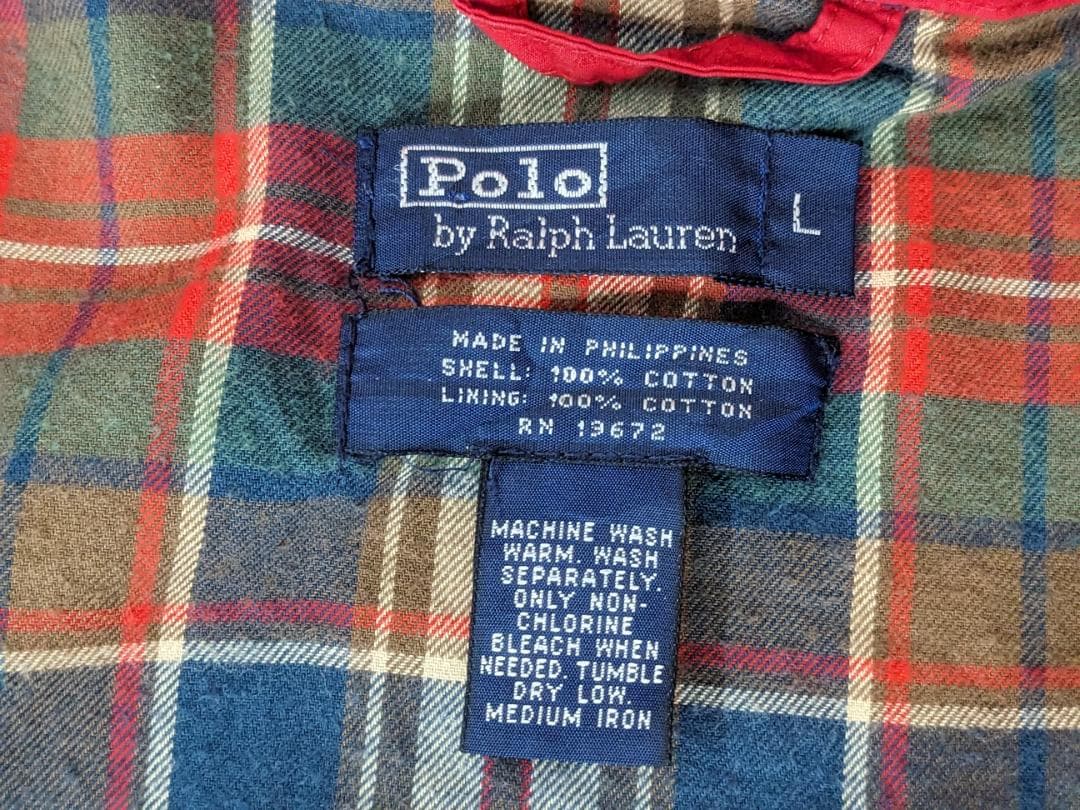 Polo
by Ralph Lauren
L
MADE IN PHILIPPINES
SHELL: 100% COTTON
LINING: 100% COTTON
RN 19672
MACHINE WASH
WARM. WASH
SEPARATELY.
ONLY NON-
CHLORINE
BLEACH WHEN
NEEDED. TUMBLE
DRY LOW.
MEDIUM IRON